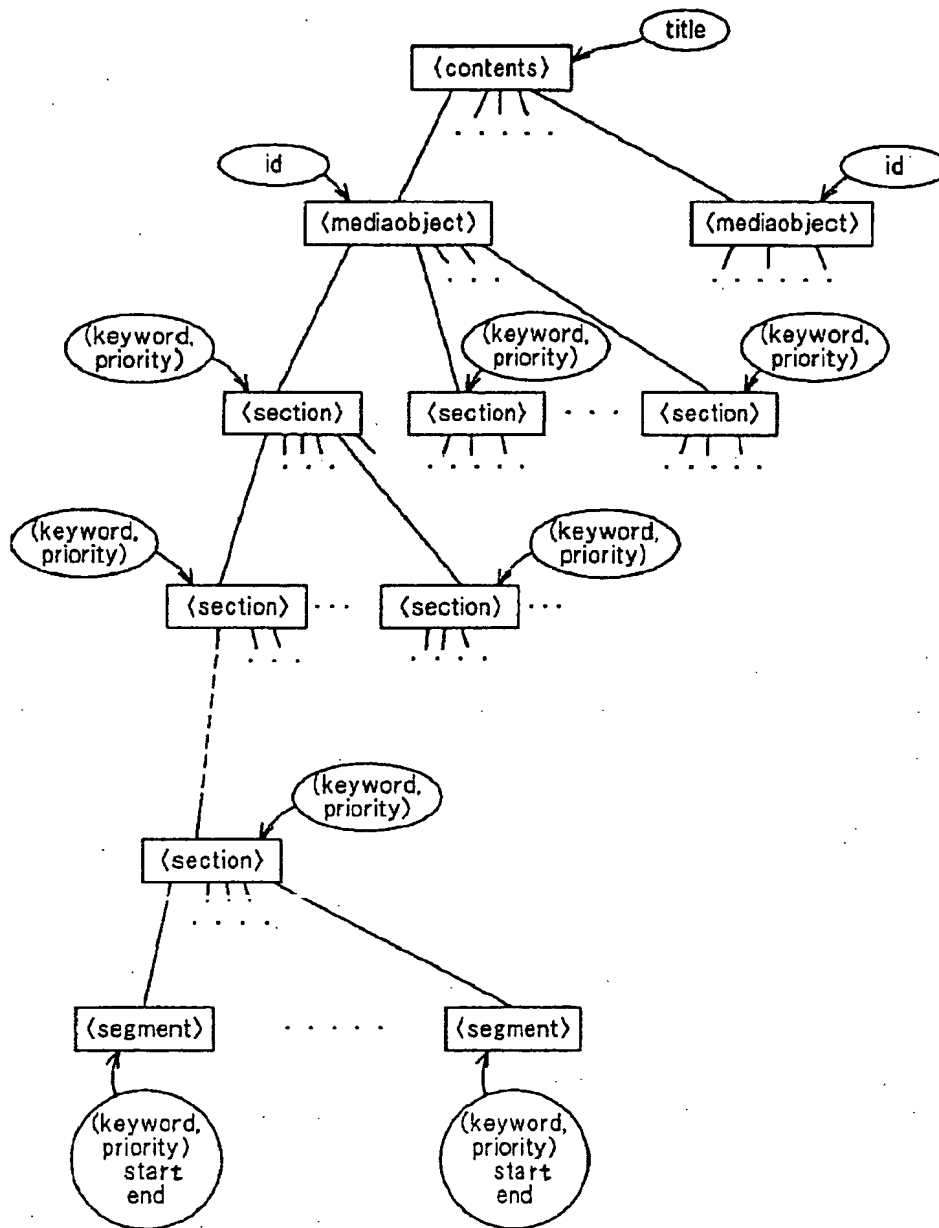 title
<contents>
id
id
<mediaobject>
<mediaobject>
(keyword,
priority)
(keyword,
priority)
(keyword,
priority)
<section>
<section>
<section>
(keyword,
priority)
(keyword,
priority)
<section>
<section>
(keyword,
priority)
<section>
<segment>
<segment>
(keyword,
priority)
start
end
(keyword,
priority)
start
end